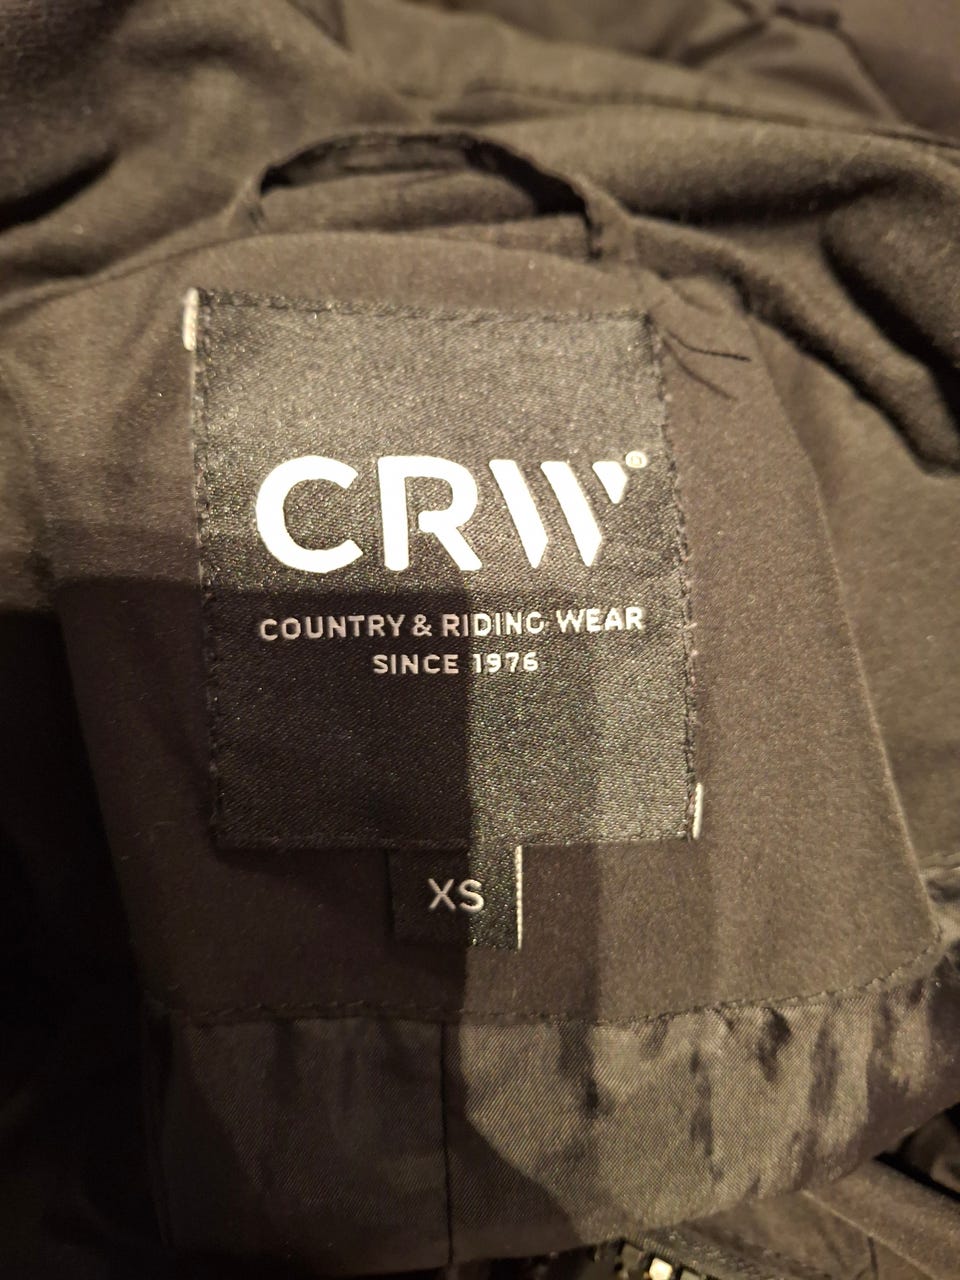 CRW®
COUNTRY & RIDING WEAR
SINCE 1976
XS